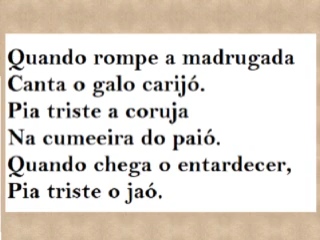 Quando rompe a madrugada
Canta o galo carijó.
Pia triste a coruja
Na cumeeira do paió.
Quando chega o entardecer,
Pia triste o jaó.